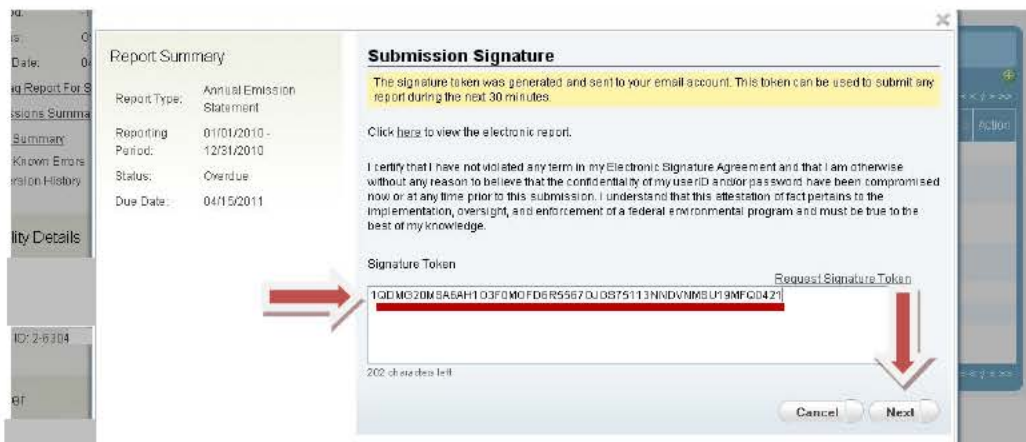 Date:
Report For S
Summa
Summary
Known Errors
History
Details
ID: 2-6304
Report Summary
Report Type: Annual Emission
Statement
Reporting 01/01/2010 -
Period: 12/31/2010
Status: Overdue
Due Date: 04/15/2011
Submission Signature
The signature token was generated and sent to your email account. This token can be used to submit any
report during the next 30 minutes.
Click here to view the electronic report.
I certify that I have not violated any term in my Electronic Signature Agreement and that I am otherwise
without any reason to believe that the confidentiality of my userID and/or password have been compromised
now or at any time prior to this submission. I understand that this attestation of fact pertains to the
implementation, oversight, and enforcement of a federal environmental program and must be true to the
best of my knowledge.
Signature Token
Request Signature Token
202 characters left
Cancel
Next
Action